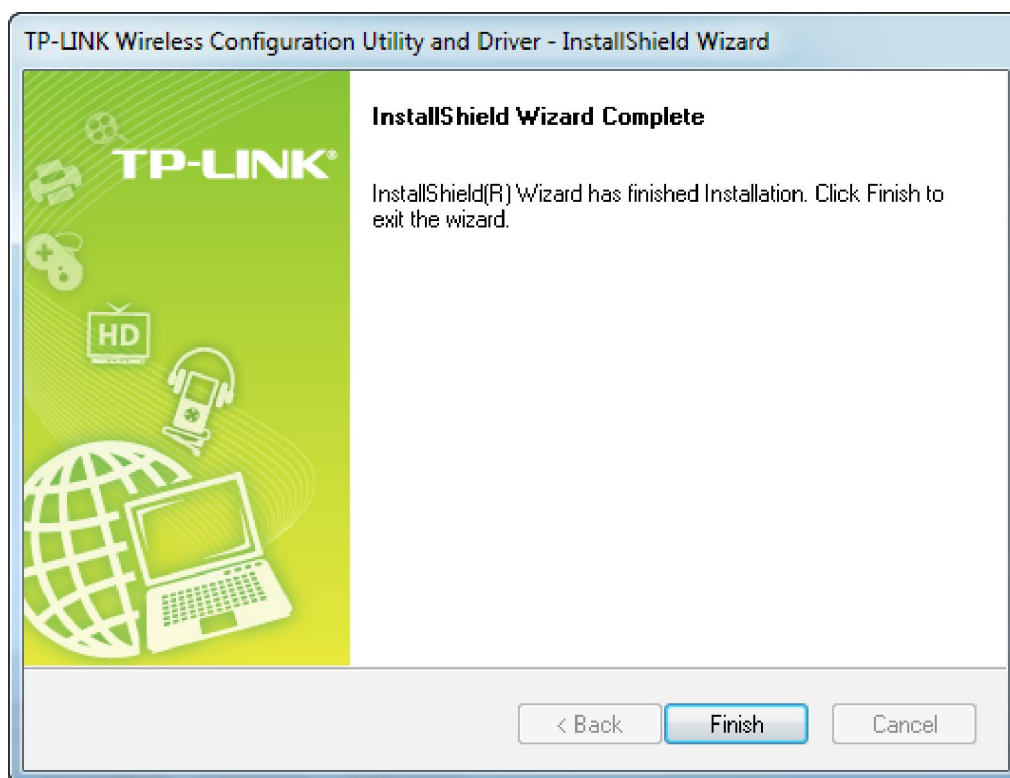 TP-LINK Wireless Configuration Utility and Driver - InstallShield Wizard
TP-LINK®
HD
InstallShield Wizard Complete
InstallShield(R) Wizard has finished Installation. Click Finish to
exit the wizard.
< Back
Finish
Cancel